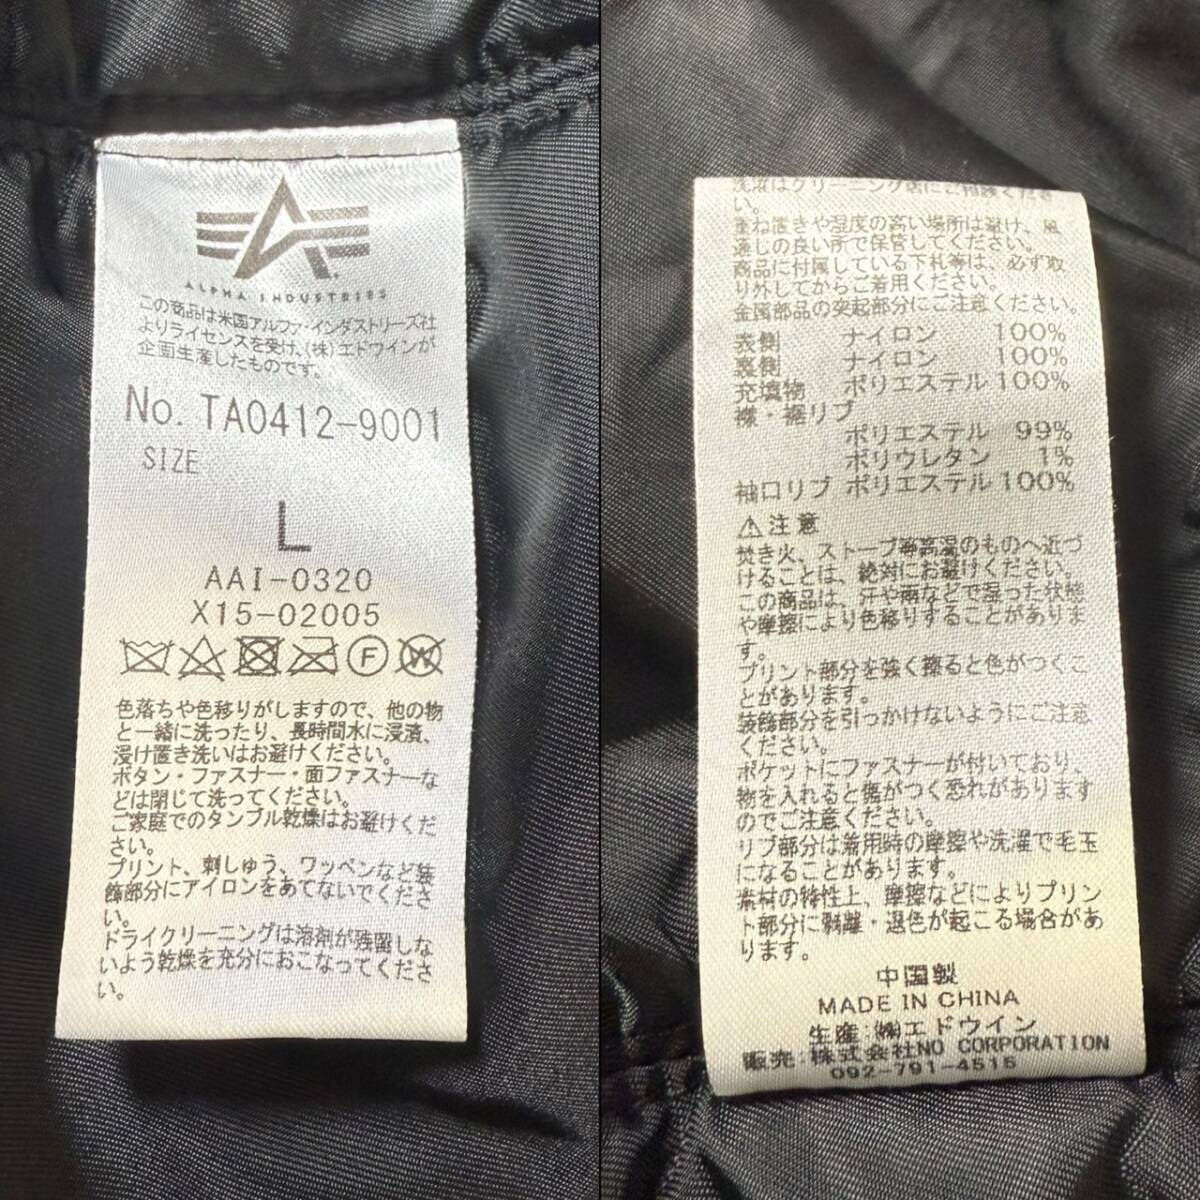 ALPHA INDUSTRIES
この商品は米国アルファ・インダストリーズ社
よりライセンスを受け、(株)エドウインが
企画生産したものです。
No. TA0412-9001
SIZE
L
AAI-0320
X15-02005
F
W
色落ちや色移りがしますので、他の物
と一緒に洗ったり、長時間水に浸漬、
浸け置き洗いはお避けください。
ボタン・ファスナー・面ファスナーな
どは閉じて洗ってください。
ご家庭でのタンブル乾燥はお避けくだ
さい。
プリント、刺しゅう、ワッペンなど装
飾部分にアイロンをあてないでくださ
い。
ドライクリーニングは溶剤が残留しな
いよう乾燥を充分におこなってくださ
い。
洗濯はクリーニング店にご相談くださ
い。
重ね置きや湿度の高い場所は避け、風
通しの良い所で保管してください。
商品に付属している下札等は、必ず取
り外してからご着用ください。
金属部品の突起部分にご注意ください。
表側 ナイロン 100%
裏側 ナイロン 100%
充填物 ポリエステル 100%
襟・裾リブ
ポリエステル 99%
ポリウレタン 1%
袖口リブ ポリエステル 100%
⚠注意
焚き火、ストーブ等高温のものへ近づ
けることは、絶対にお避けください。
この商品は、汗や雨などで湿った状態
や摩擦により色移りすることがありま
す。
プリント部分を強く擦ると色がつくこ
とがあります。
装飾部分を引っかけないようにご注意
ください。
ポケットにファスナーが付いており、
物を入れると傷がつく恐れがあります
のでご注意ください。
リブ部分は着用時の摩擦や洗濯で毛玉
になることがあります。
素材の特性上、摩擦などによりプリン
ト部分に剥離・退色が起こる場合があ
ります。
中国製
MADE IN CHINA
生産:㈱エドウイン
販売:株式会社NO CORPORATION
092-791-4515